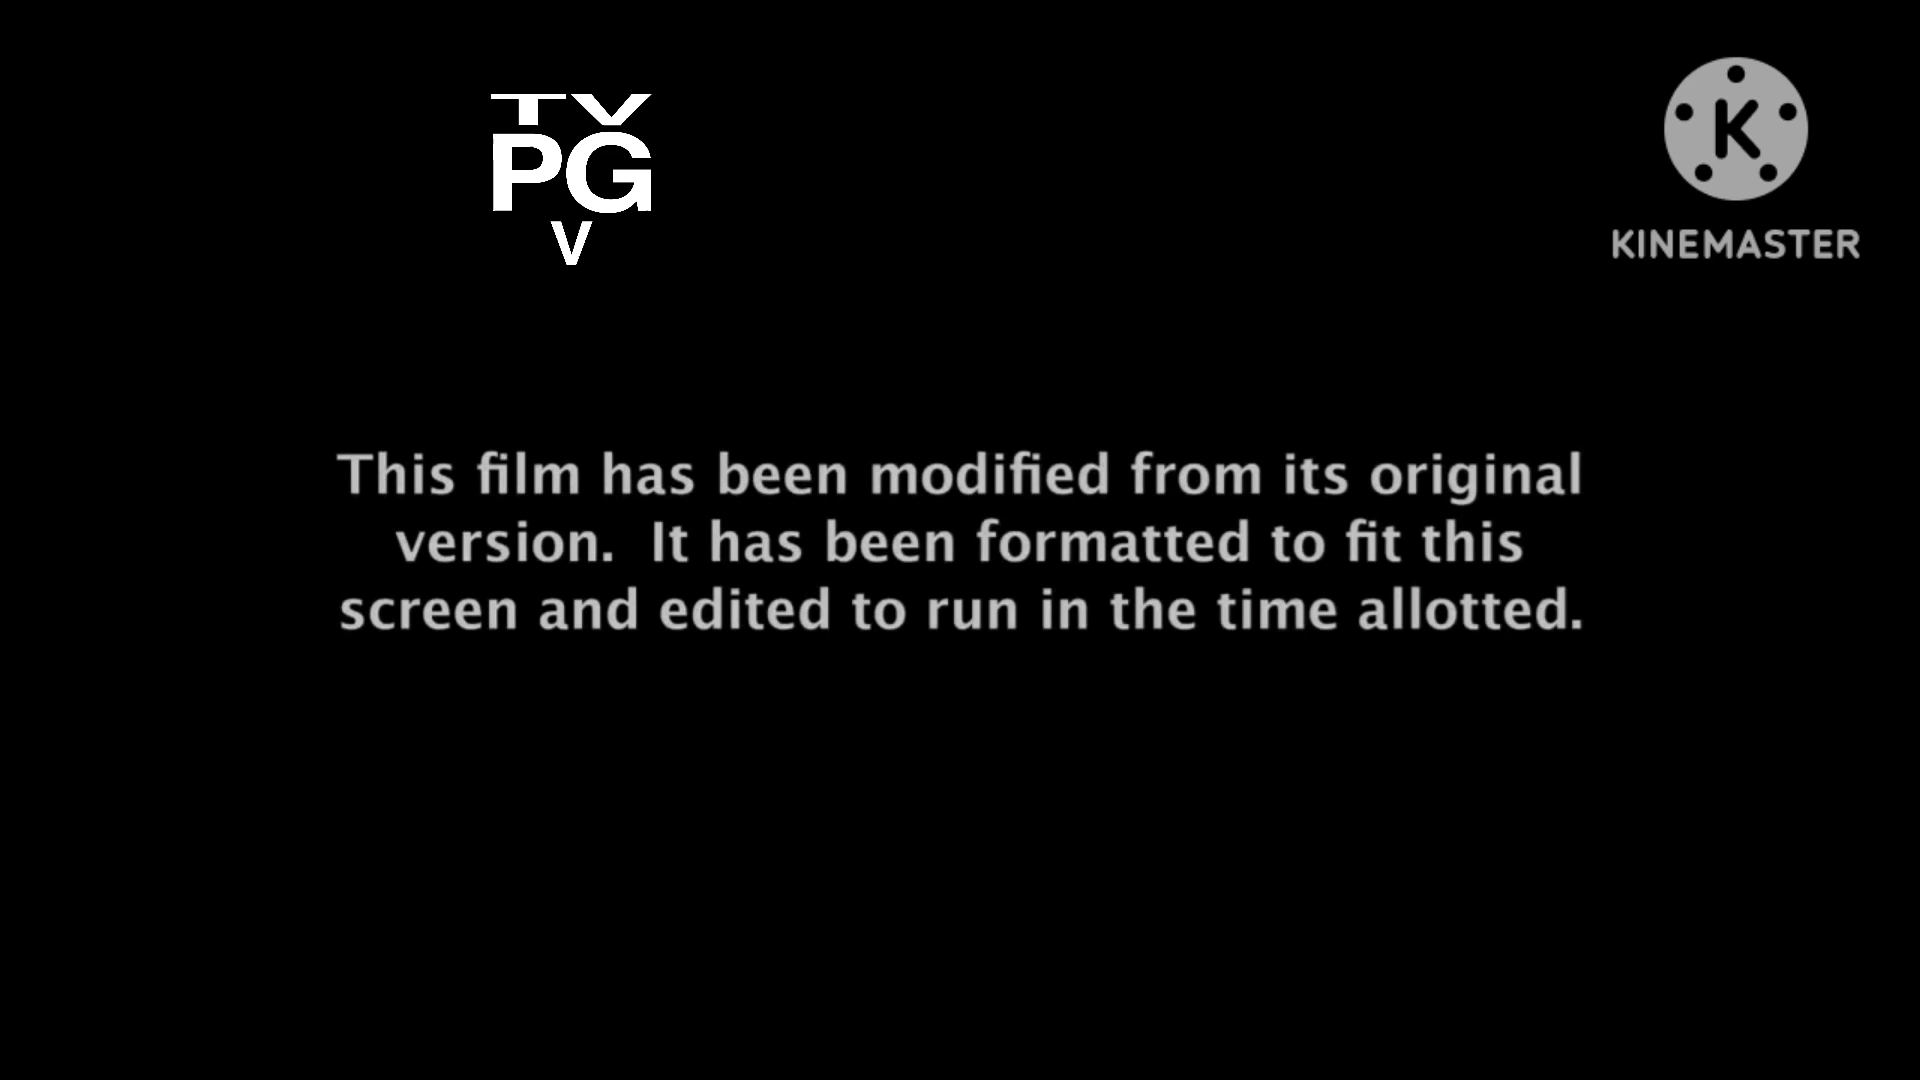 TV
PG
V
K
KINEMASTER
This film has been modified from its original
version.  It has been formatted to fit this
screen and edited to run in the time allotted.